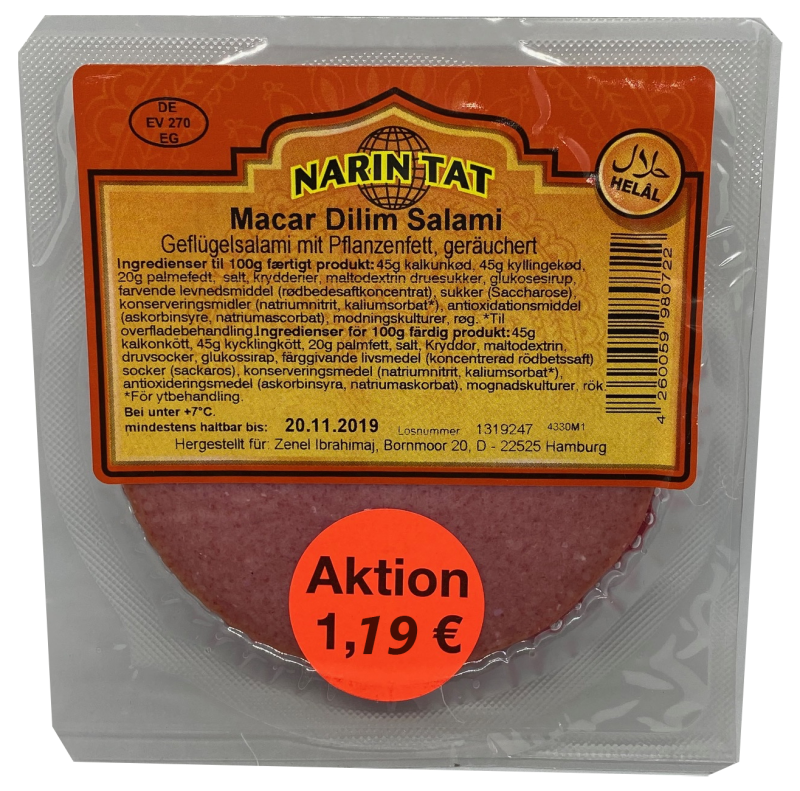 DE
EV 270
EG
حلال
HELÂL
NARIN TAT
Macar Dilim Salami
Geflügelsalami mit Pflanzenfett, geräuchert
Ingredienser til 100g færtigt produkt: 45g kalkunkød, 45g kyllingekød,
20g palmefedt, salt, krydderier, maltodextrin druesukker, glukosesirup,
farvende levnedsmiddel (rødbedesaftkoncentrat), sukker (Saccharose),
konserveringsmidler (natriumnitrit, kaliumsorbat*), antioxidationsmiddel
(askorbinsyre, natriumascorbat), modningskulturer, røg. *Til
overfladebehandling.Ingredienser för 100g färdig produkt: 45g
kalkonkött, 45g kycklingkött, 20g palmfett, salt, Kryddor, maltodextrin,
druvsocker, glukossirap, färggivande livsmedel (koncentrerad rödbetssaft)
socker (sackaros), konserveringsmedel (natriumnitrit, kaliumsorbat*),
antioxideringsmedel (askorbinsyra, natriumaskorbat), mognadskulturer, rök
*För ytbehandling.
Bei unter +7°C.
mindestens haltbar bis: 20.11.2019 Losnummer 1319247 4330M1
Hergestellt für: Zenel Ibrahimaj, Bornmoor 20, D - 22525 Hamburg
4 260059 980722
Aktion
1,19 €